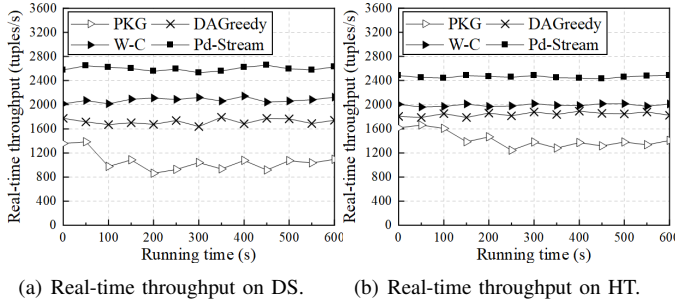 3600
3200
2800
2400
2000
1600
1200
800
400
0
Real-time throughput (tuples/s)
PKG
DAGreedy
W-C
Pd-Stream
0 100 200 300 400 500 600
Running time (s)
(a) Real-time throughput on DS.
3600
3200
2800
2400
2000
1600
1200
800
400
0
Real-time throughput (tuples/s)
PKG
DAGreedy
W-C
Pd-Stream
0 100 200 300 400 500 600
Running time (s)
(b) Real-time throughput on HT.